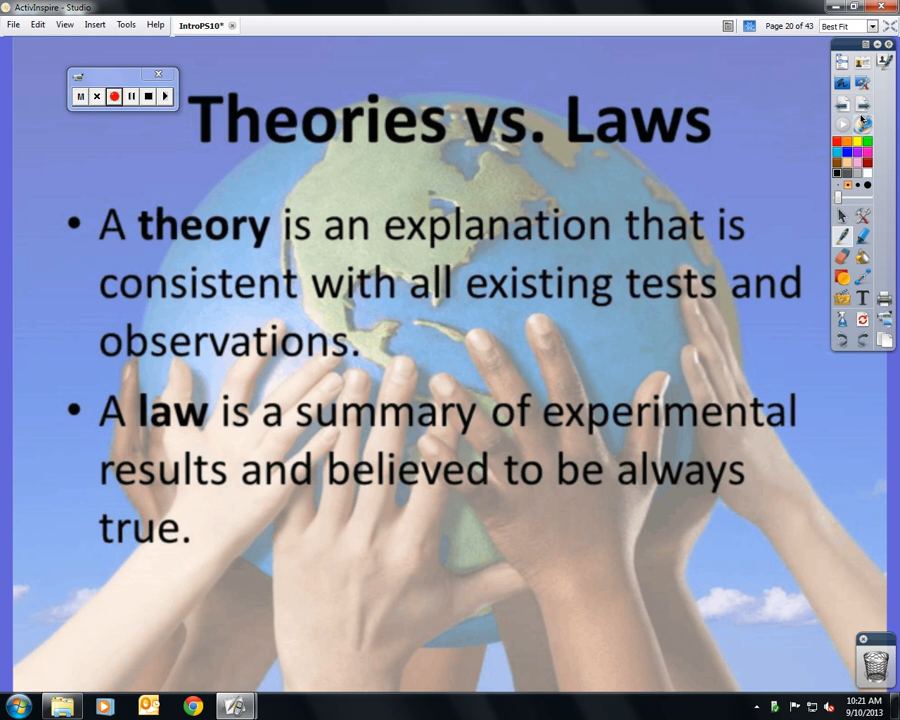 ActivInspire - Studio
File Edit View Insert Tools Help IntroPS10* Page 20 of 43 Best Fit
M
Theories vs. Laws
• A theory is an explanation that is
consistent with all existing tests and
observations.
• A law is a summary of experimental
results and believed to be always
true.
10:21 AM
9/10/2013